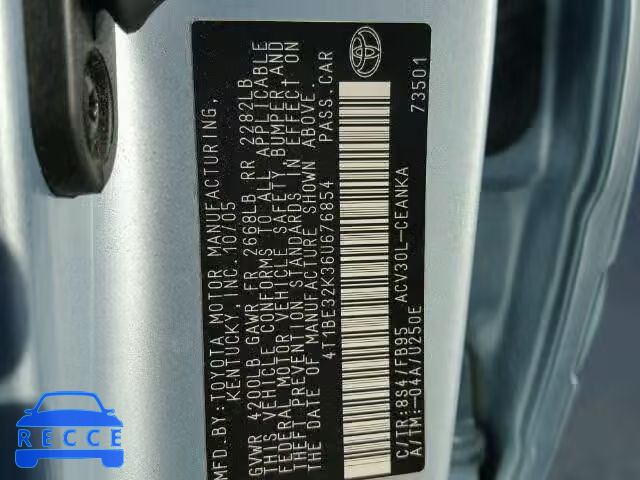 MFD. BY: TOYOTA MOTOR MANUFACTURING,
KENTUCKY, INC. 10/05
GVWR 4200LB GAWR FR 2668LB RR 2282LB
THIS VEHICLE CONFORMS TO ALL APPLICABLE
FEDERAL MOTOR VEHICLE SAFETY, BUMPER AND
THEFT PREVENTION STANDARDS IN EFFECT ON
THE DATE OF MANUFACTURE SHOWN ABOVE.
4T1BE32K36U676854 PASS. CAR
C/TR:8S4/FB95 ACV30L-CEANKA
A/TM:-04A/U250E
73501
RECCE